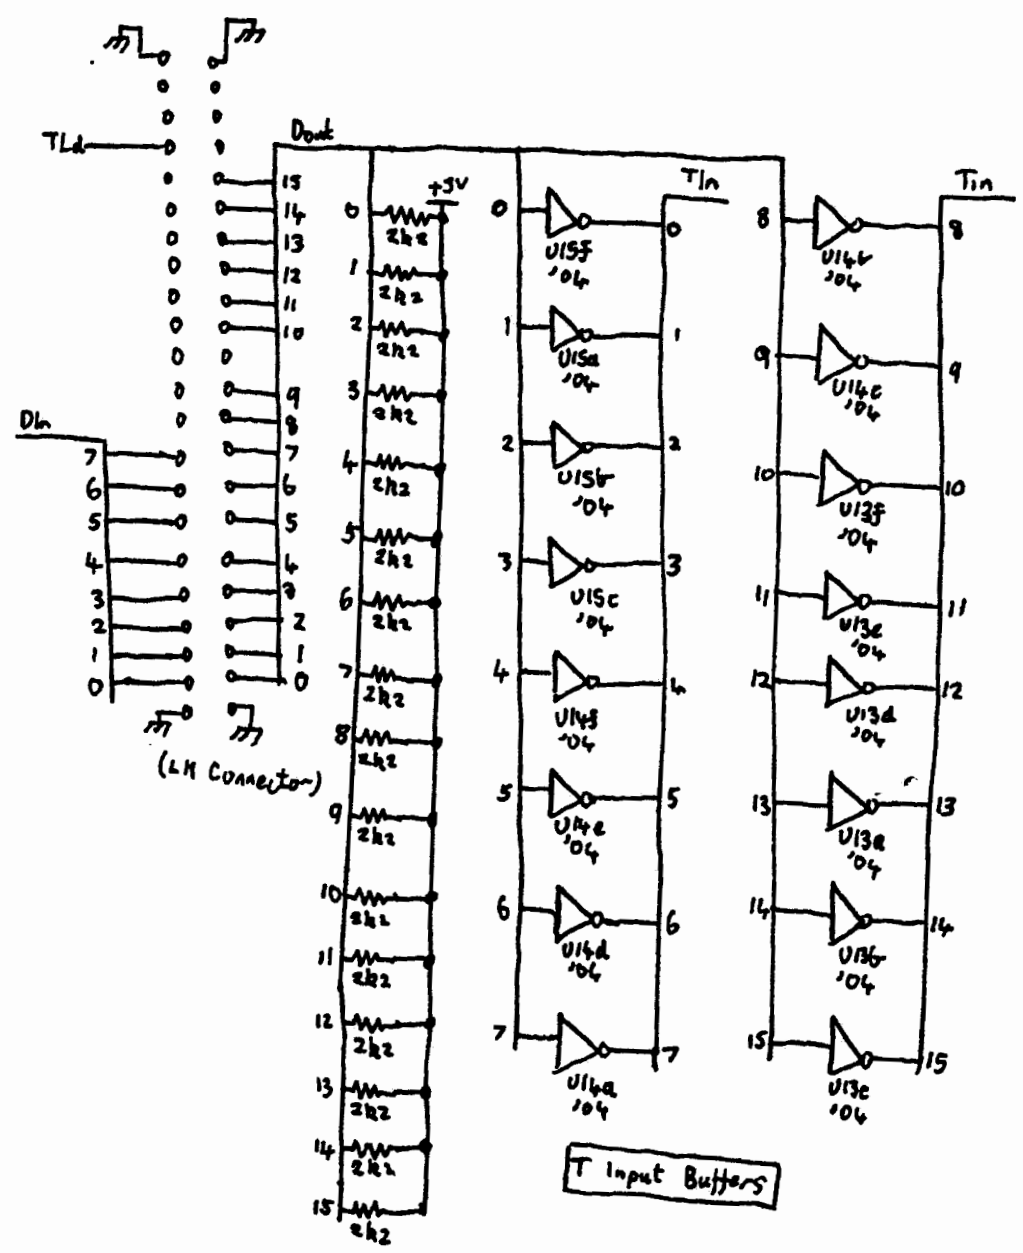 TLd
Dout
15
14
13
12
11
10
9
8
7
6
5
4
3
2
1
0
DIn
7
6
5
4
3
2
1
0
(LH Connector)
+5V
0
2k2
1
2k2
2
2k2
3
2k2
4
2k2
5
2k2
6
2k2
7
2k2
8
2k2
9
2k2
10
2k2
11
2k2
12
2k2
13
2k2
14
2k2
15
2k2
TIn
0
0
U15f
'04
1
1
U15a
'04
2
2
U15b
'04
3
3
U15c
'04
4
4
U14f
'04
5
5
U14e
'04
6
6
U14d
'04
7
7
U14a
'04
Tin
8
8
U14b
'04
9
9
U14c
'04
10
10
U13f
'04
11
11
U13e
'04
12
12
U13d
'04
13
13
U13a
'04
14
14
U13b
'04
15
15
U13c
'04
T Input Buffers